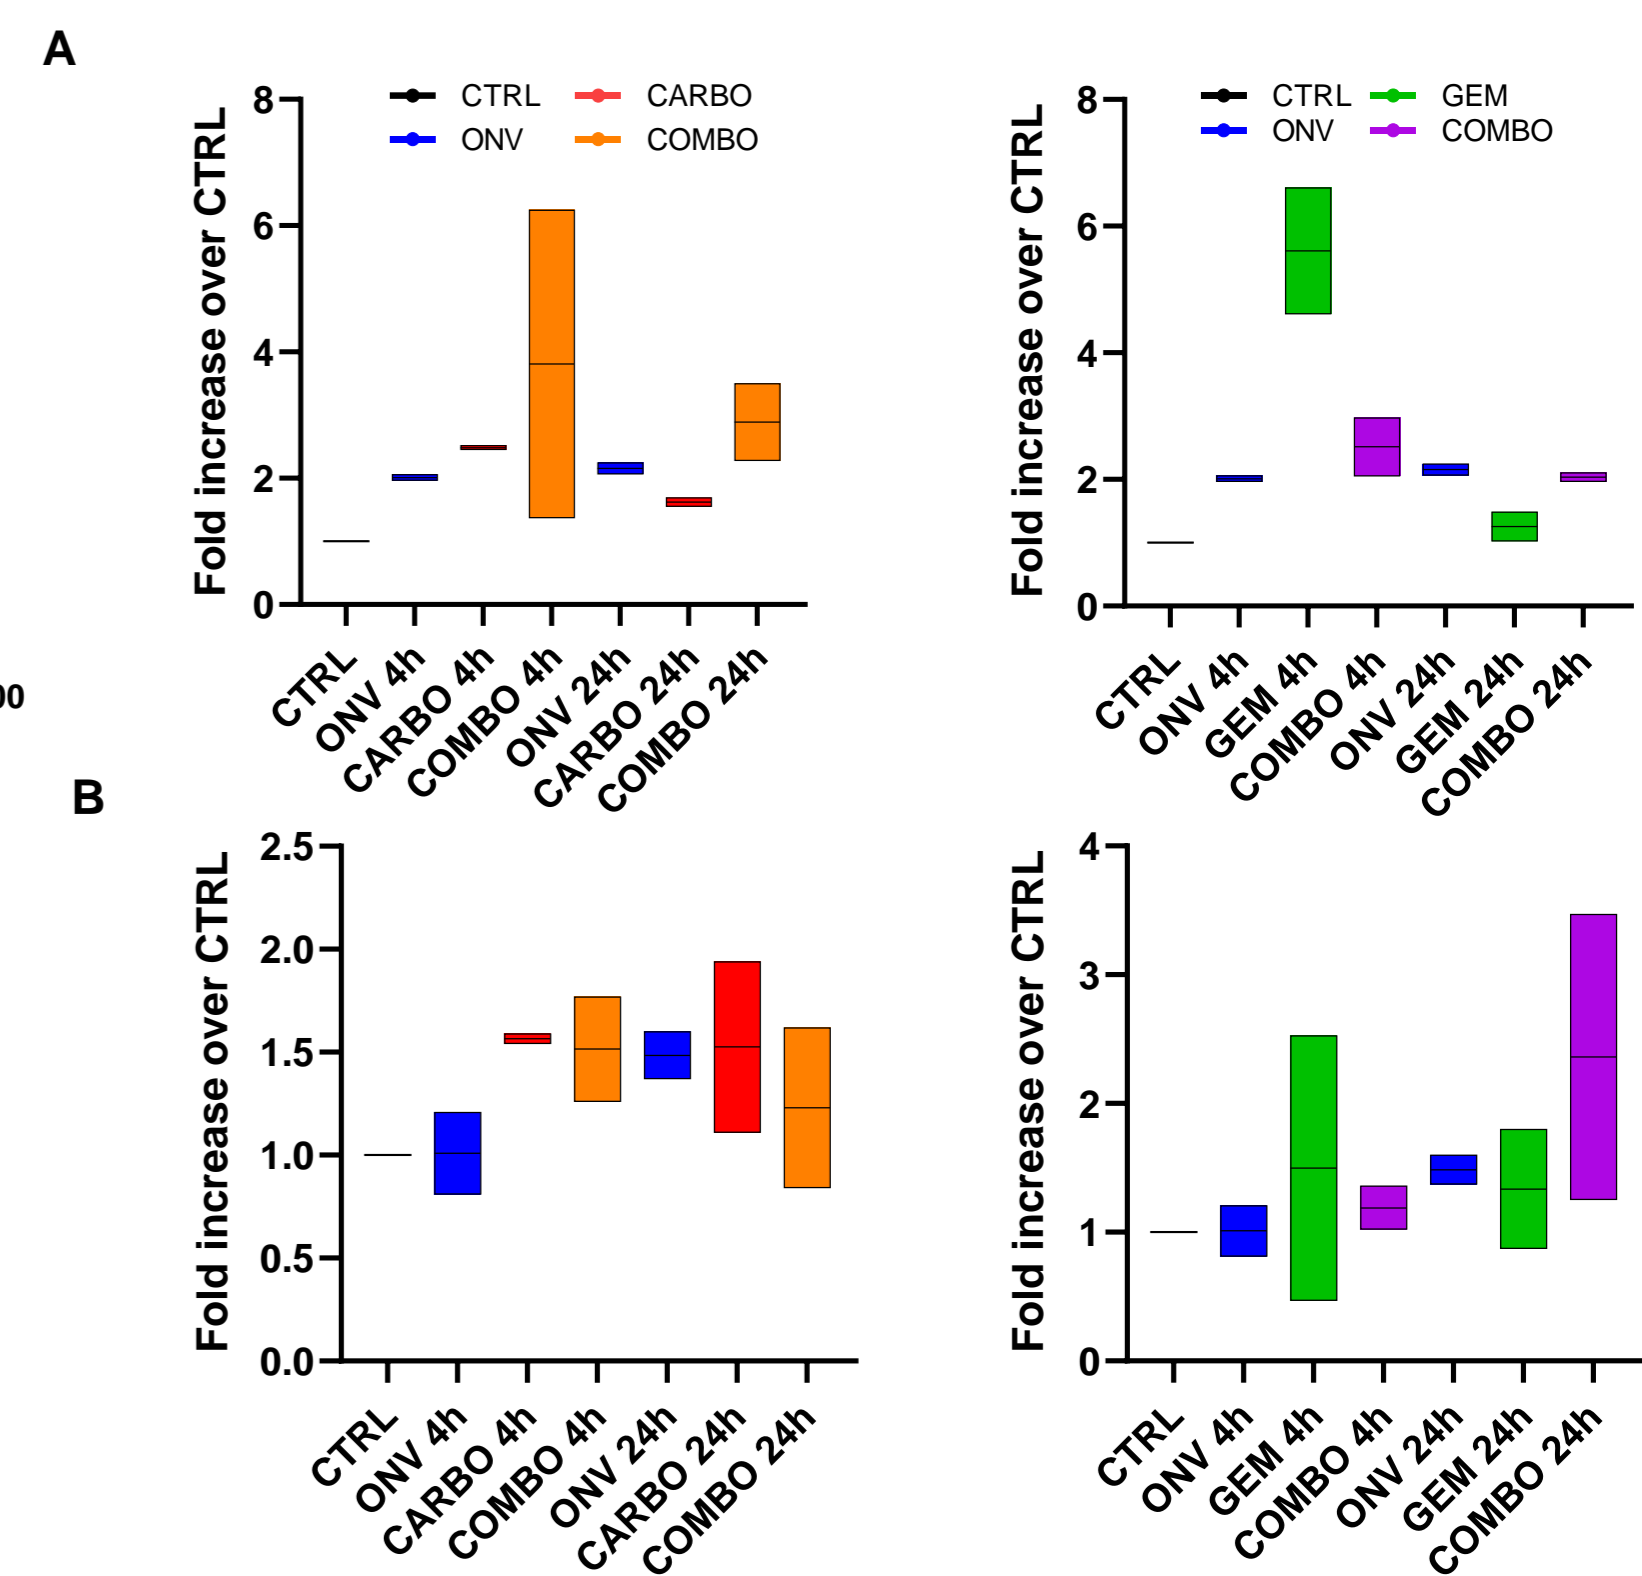 A
CTRL CARBO
ONV COMBO
Fold increase over CTRL
8
6
4
2
0
CTRL
ONV 4h
CARBO 4h
COMBO 4h
ONV 24h
CARBO 24h
COMBO 24h
CTRL GEM
ONV COMBO
Fold increase over CTRL
8
6
4
2
0
CTRL
ONV 4h
GEM 4h
COMBO 4h
ONV 24h
GEM 24h
COMBO 24h
00
B
Fold increase over CTRL
2.5
2.0
1.5
1.0
0.5
0.0
CTRL
ONV 4h
CARBO 4h
COMBO 4h
ONV 24h
CARBO 24h
COMBO 24h
Fold increase over CTRL
4
3
2
1
0
CTRL
ONV 4h
GEM 4h
COMBO 4h
ONV 24h
GEM 24h
COMBO 24h